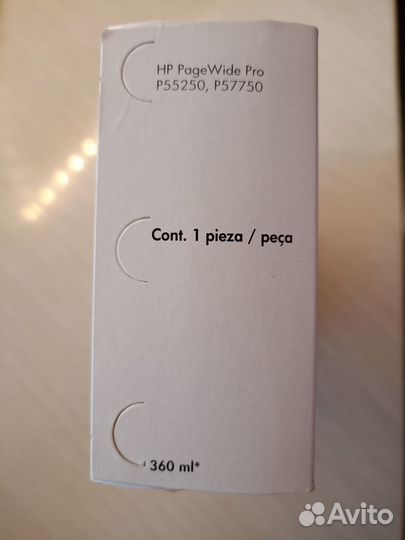 HP PageWide Pro
P55250, P57750
Cont. 1 pieza / peça
360 ml*
Avito